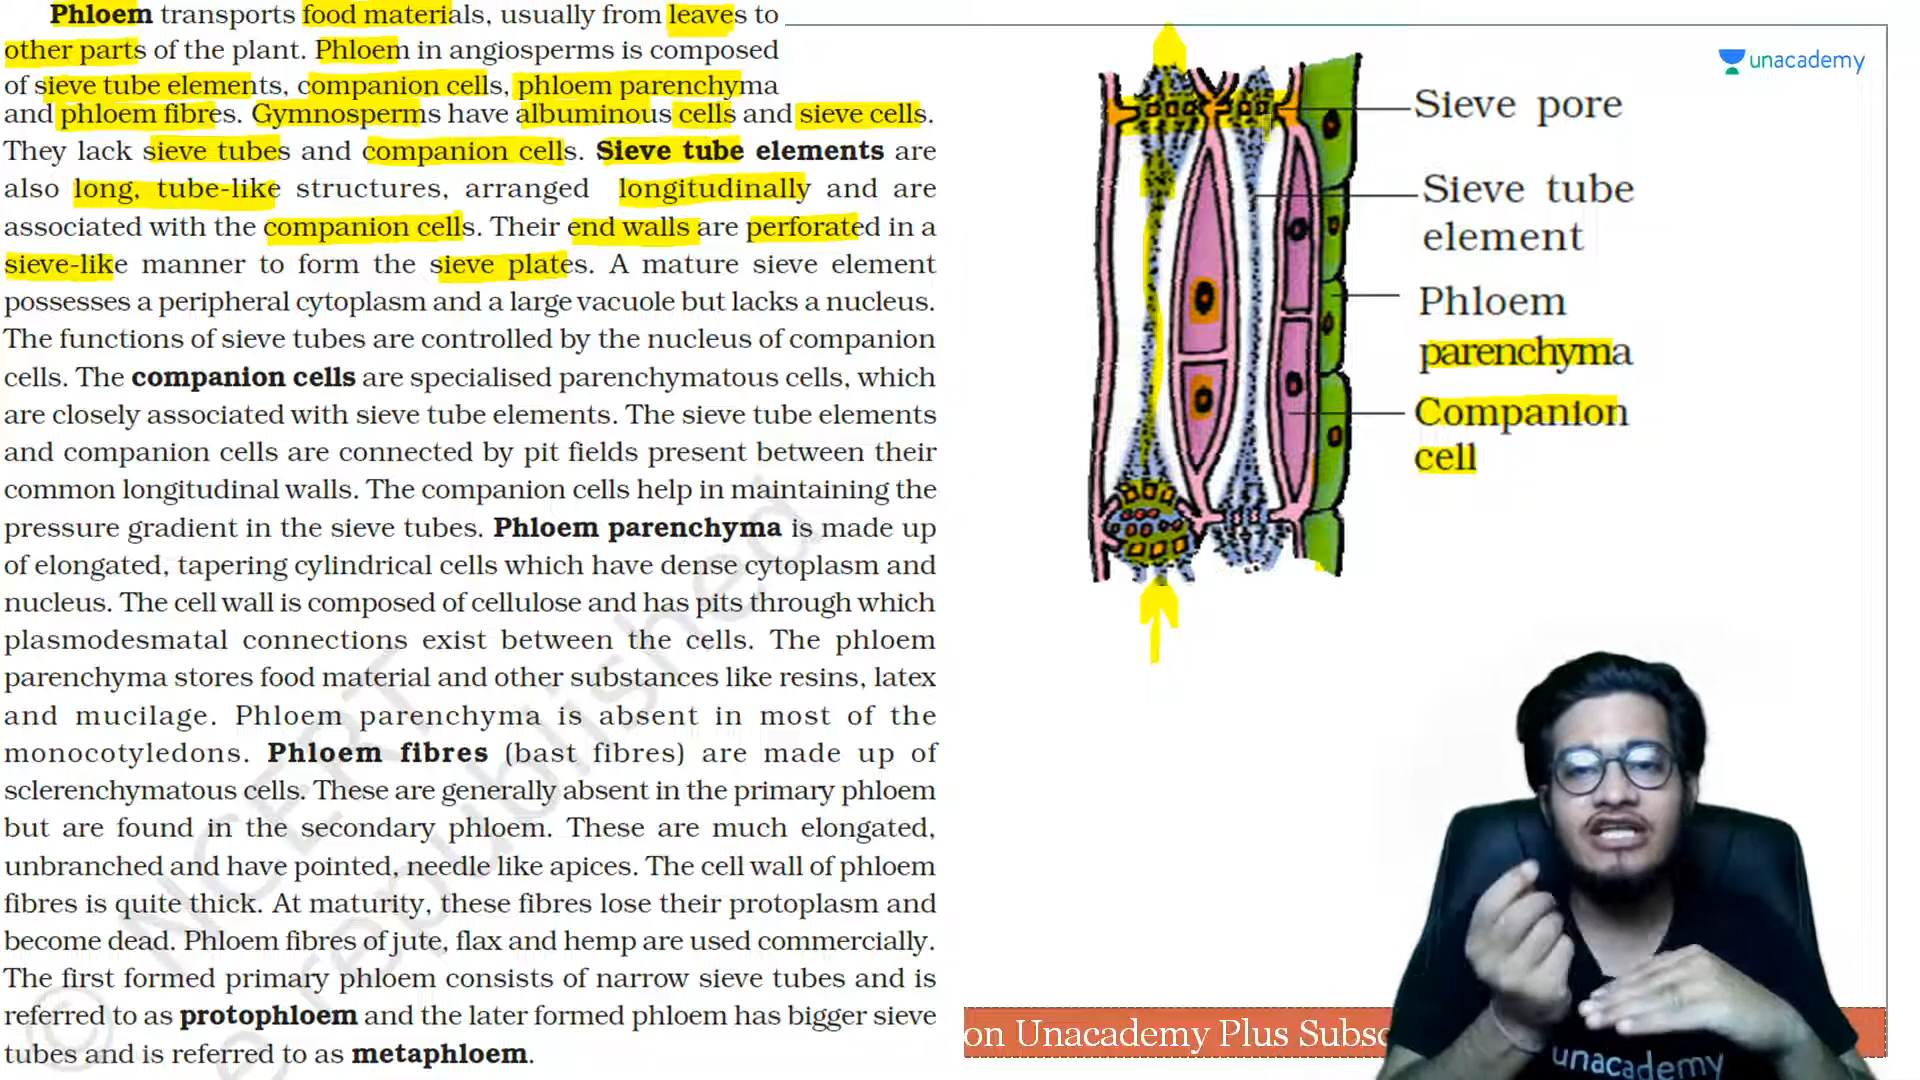 Phloem transports food materials, usually from leaves to
other parts of the plant. Phloem in angiosperms is composed
of sieve tube elements, companion cells, phloem parenchyma
and phloem fibres. Gymnosperms have albuminous cells and sieve cells.
They lack sieve tubes and companion cells. Sieve tube elements are
also long, tube-like structures, arranged longitudinally and are
associated with the companion cells. Their end walls are perforated in a
sieve-like manner to form the sieve plates. A mature sieve element
possesses a peripheral cytoplasm and a large vacuole but lacks a nucleus.
The functions of sieve tubes are controlled by the nucleus of companion
cells. The companion cells are specialised parenchymatous cells, which
are closely associated with sieve tube elements. The sieve tube elements
and companion cells are connected by pit fields present between their
common longitudinal walls. The companion cells help in maintaining the
pressure gradient in the sieve tubes. Phloem parenchyma is made up
of elongated, tapering cylindrical cells which have dense cytoplasm and
nucleus. The cell wall is composed of cellulose and has pits through which
plasmodesmatal connections exist between the cells. The phloem
parenchyma stores food material and other substances like resins, latex
and mucilage. Phloem parenchyma is absent in most of the
monocotyledons. Phloem fibres (bast fibres) are made up of
sclerenchymatous cells. These are generally absent in the primary phloem
but are found in the secondary phloem. These are much elongated,
unbranched and have pointed, needle like apices. The cell wall of phloem
fibres is quite thick. At maturity, these fibres lose their protoplasm and
become dead. Phloem fibres of jute, flax and hemp are used commercially.
The first formed primary phloem consists of narrow sieve tubes and is
referred to as protophloem and the later formed phloem has bigger sieve
tubes and is referred to as metaphloem.
© NCERT
republished
unacademy
Sieve pore
Sieve tube
element
Phloem
parenchyma
Companion
cell
on Unacademy Plus Subsc
unacademy